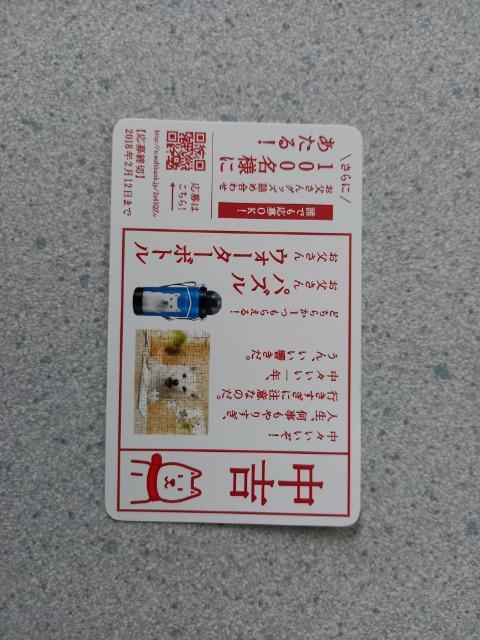 中吉
中々いいぞ！
人生、何事もやりすぎ、
行きすぎに注意なのだ。
中々いい一年、
うん、いい響きだ。
どちらか一つもらえる！
お父さん パズル
お父さん ウォーターボトル
\さらに/
お父さんグッズ詰め合わせ
100名様に
あたる！
誰でも応募OK！
応募は
こちら！
【応募締切】
2018年2月12日まで